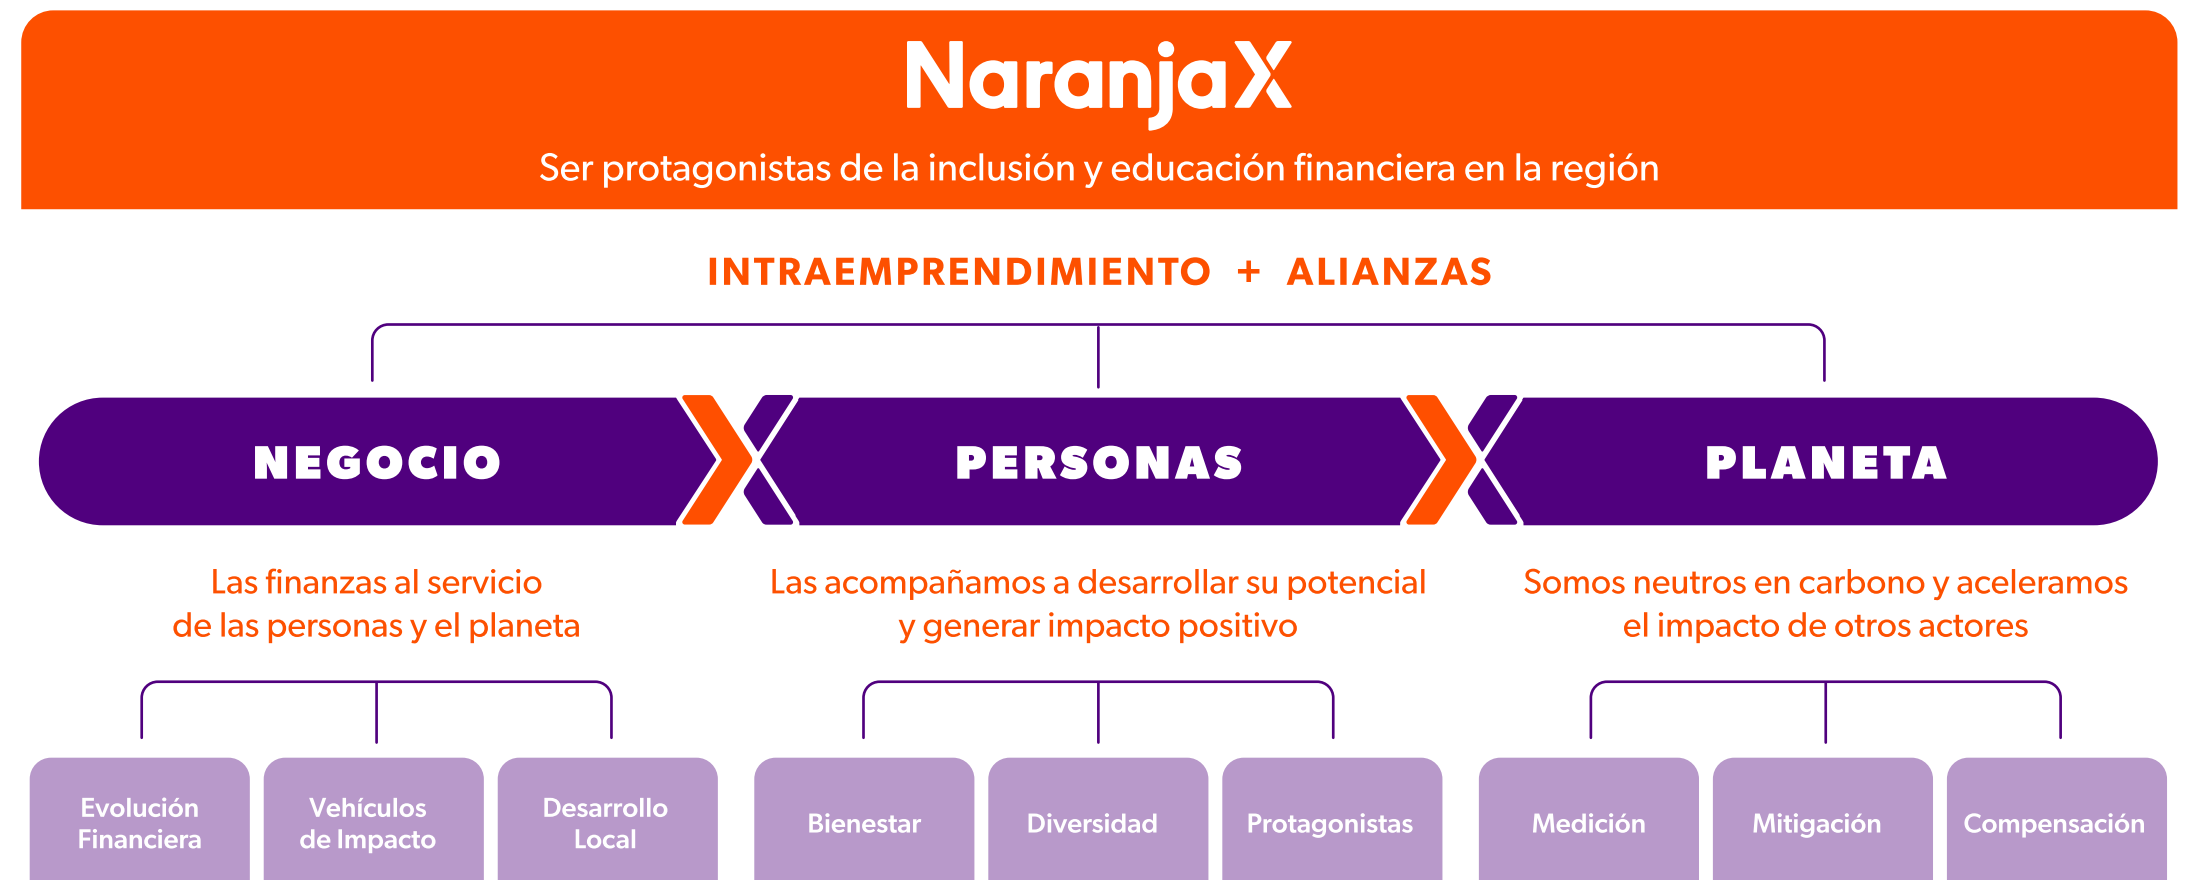 NaranjaX
Ser protagonistas de la inclusión y educación financiera en la región
INTRAEMPRENDIMIENTO + ALIANZAS
NEGOCIO
PERSONAS
PLANETA
Las finanzas al servicio
de las personas y el planeta
Las acompañamos a desarrollar su potencial
y generar impacto positivo
Somos neutros en carbono y aceleramos
el impacto de otros actores
Evolución
Financiera
Vehículos
de Impacto
Desarrollo
Local
Bienestar
Diversidad
Protagonistas
Medición
Mitigación
Compensación